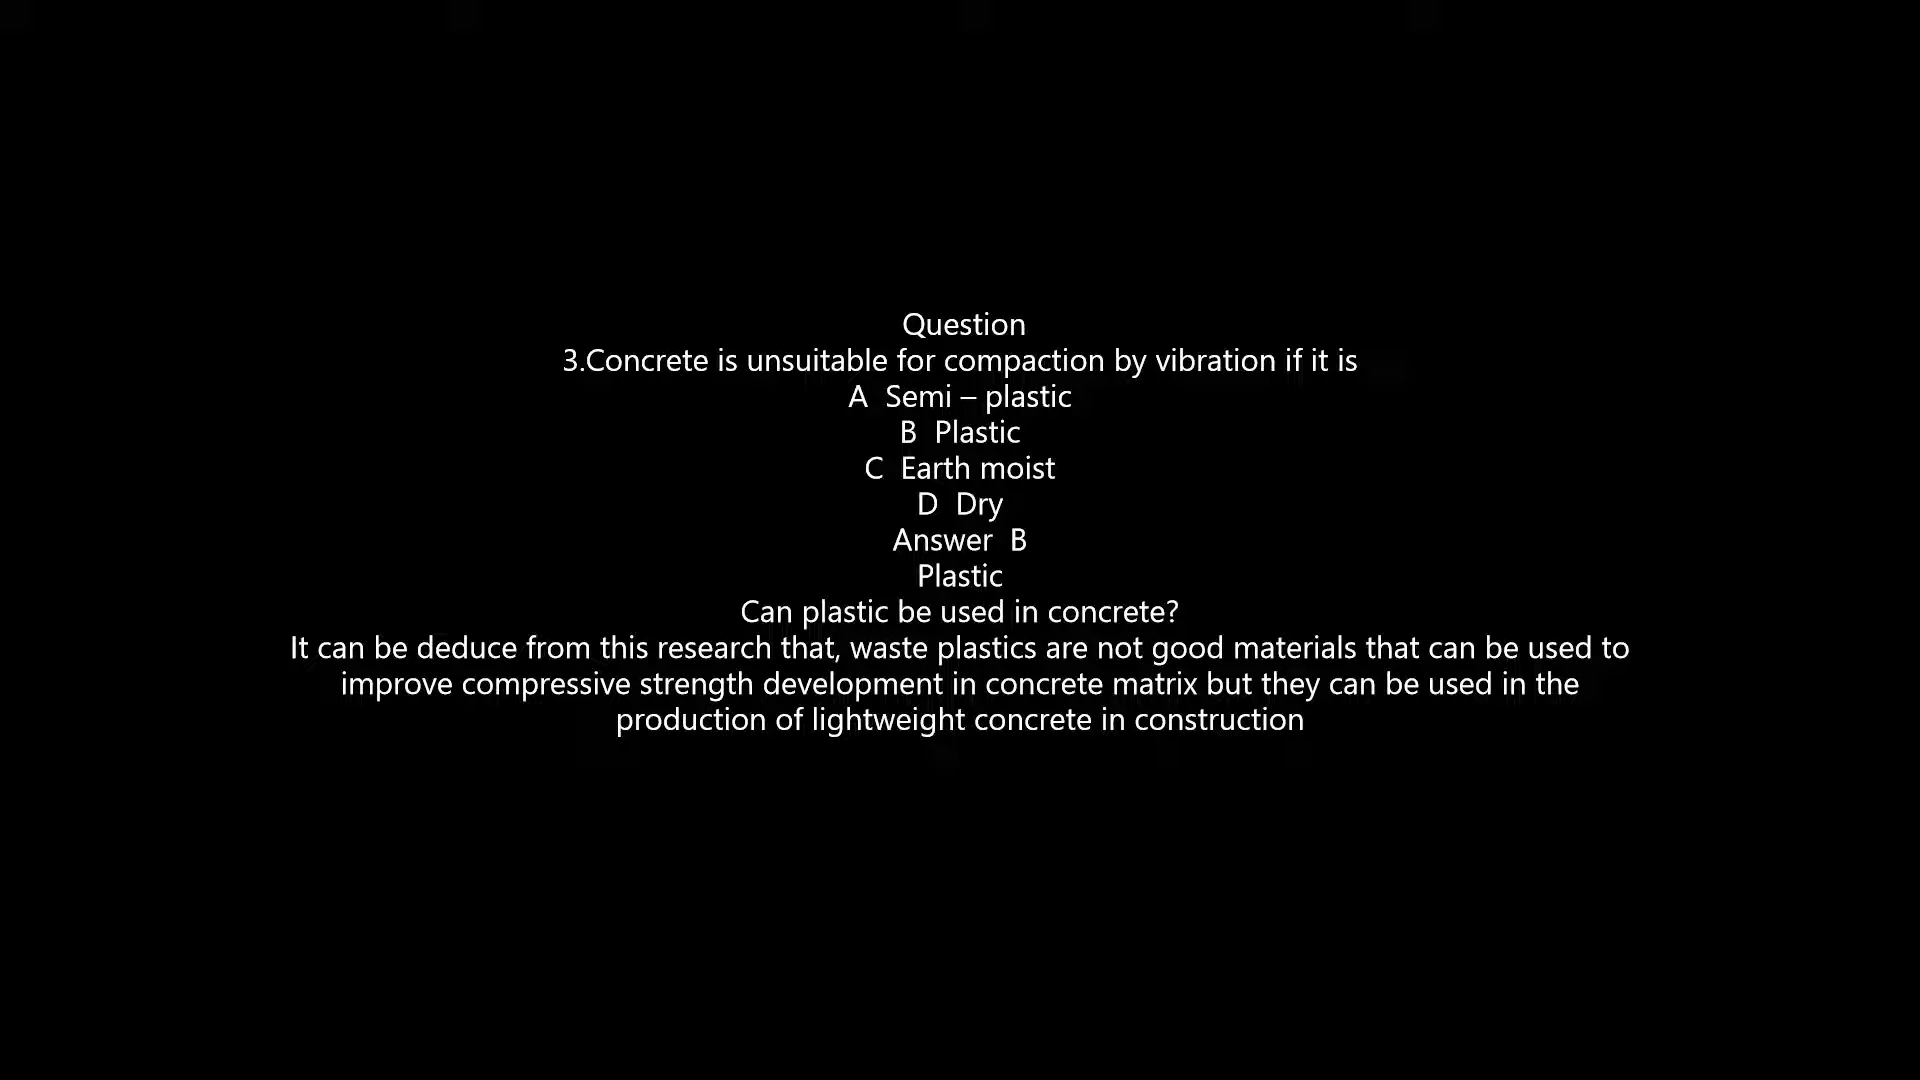 Question
3.Concrete is unsuitable for compaction by vibration if it is
A  Semi – plastic
B  Plastic
C  Earth moist
D  Dry
Answer  B
Plastic
Can plastic be used in concrete?
It can be deduce from this research that, waste plastics are not good materials that can be used to
improve compressive strength development in concrete matrix but they can be used in the
production of lightweight concrete in construction